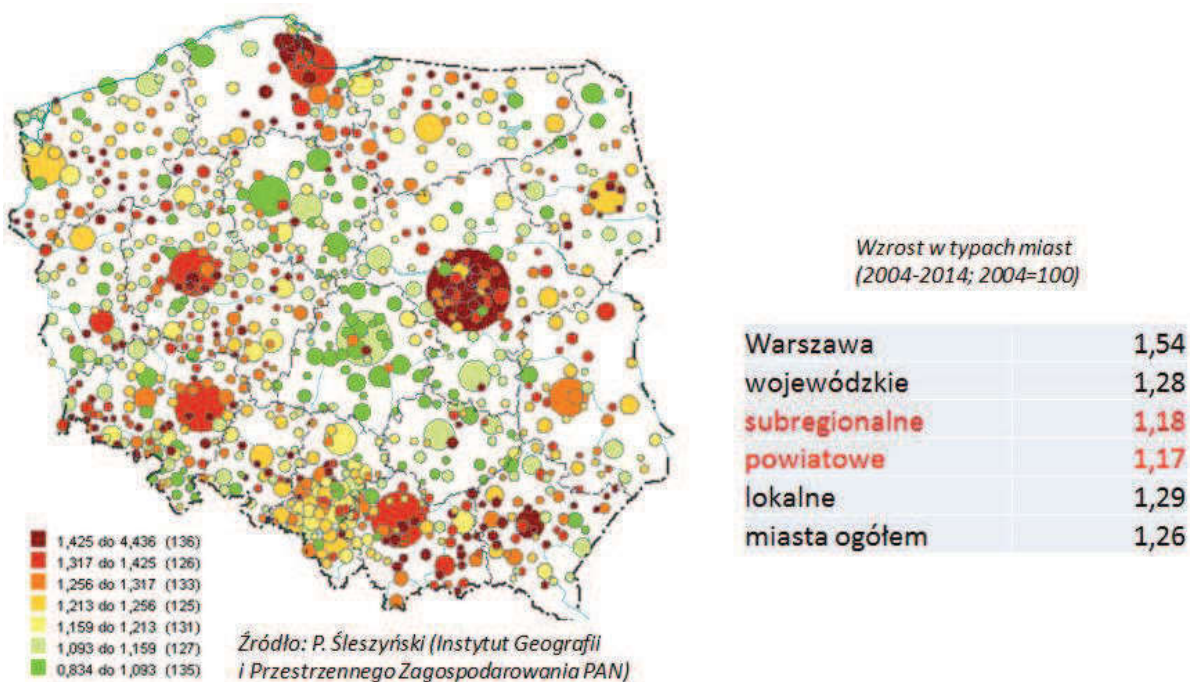 Wzrost w typach miast
(2004-2014; 2004=100)
Warszawa 1,54
wojewódzkie 1,28
subregionalne 1,18
powiatowe 1,17
lokalne 1,29
miasta ogółem 1,26
1,425 do 4,436 (136)
1,317 do 1,425 (126)
1,256 do 1,317 (133)
1,213 do 1,256 (125)
1,159 do 1,213 (131)
1,093 do 1,159 (127)
0,834 do 1,093 (135)
Źródło: P. Śleszyński (Instytut Geografii
i Przestrzennego Zagospodarowania PAN)